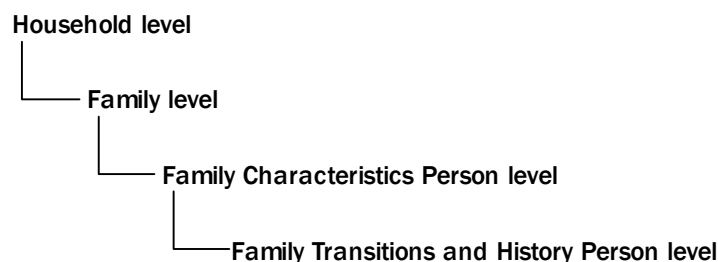 Household level
Family level
Family Characteristics Person level
Family Transitions and History Person level